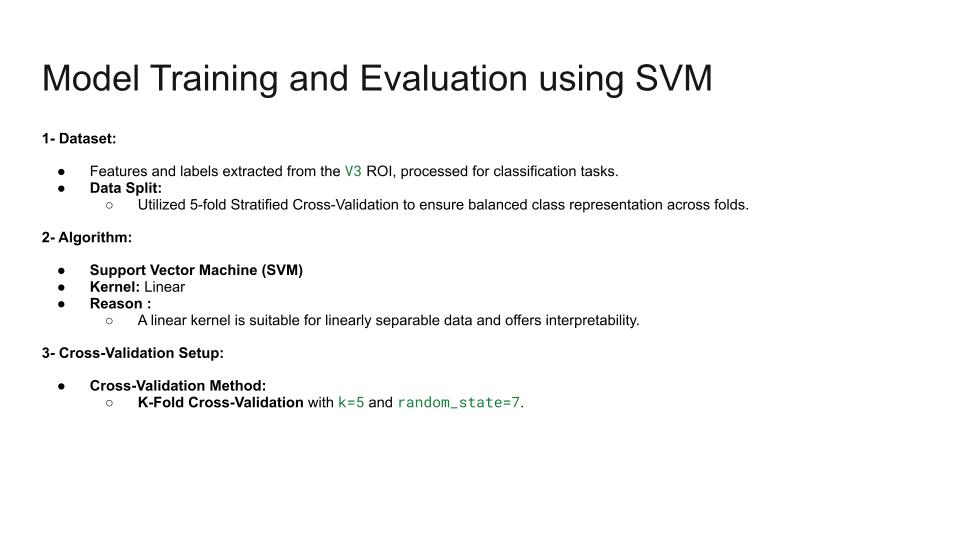 Model Training and Evaluation using SVM
1- Dataset:
● Features and labels extracted from the V3 ROI, processed for classification tasks.
● Data Split:
○ Utilized 5-fold Stratified Cross-Validation to ensure balanced class representation across folds.
2- Algorithm:
● Support Vector Machine (SVM)
● Kernel: Linear
● Reason :
○ A linear kernel is suitable for linearly separable data and offers interpretability.
3- Cross-Validation Setup:
● Cross-Validation Method:
○ K-Fold Cross-Validation with k=5 and random_state=7.